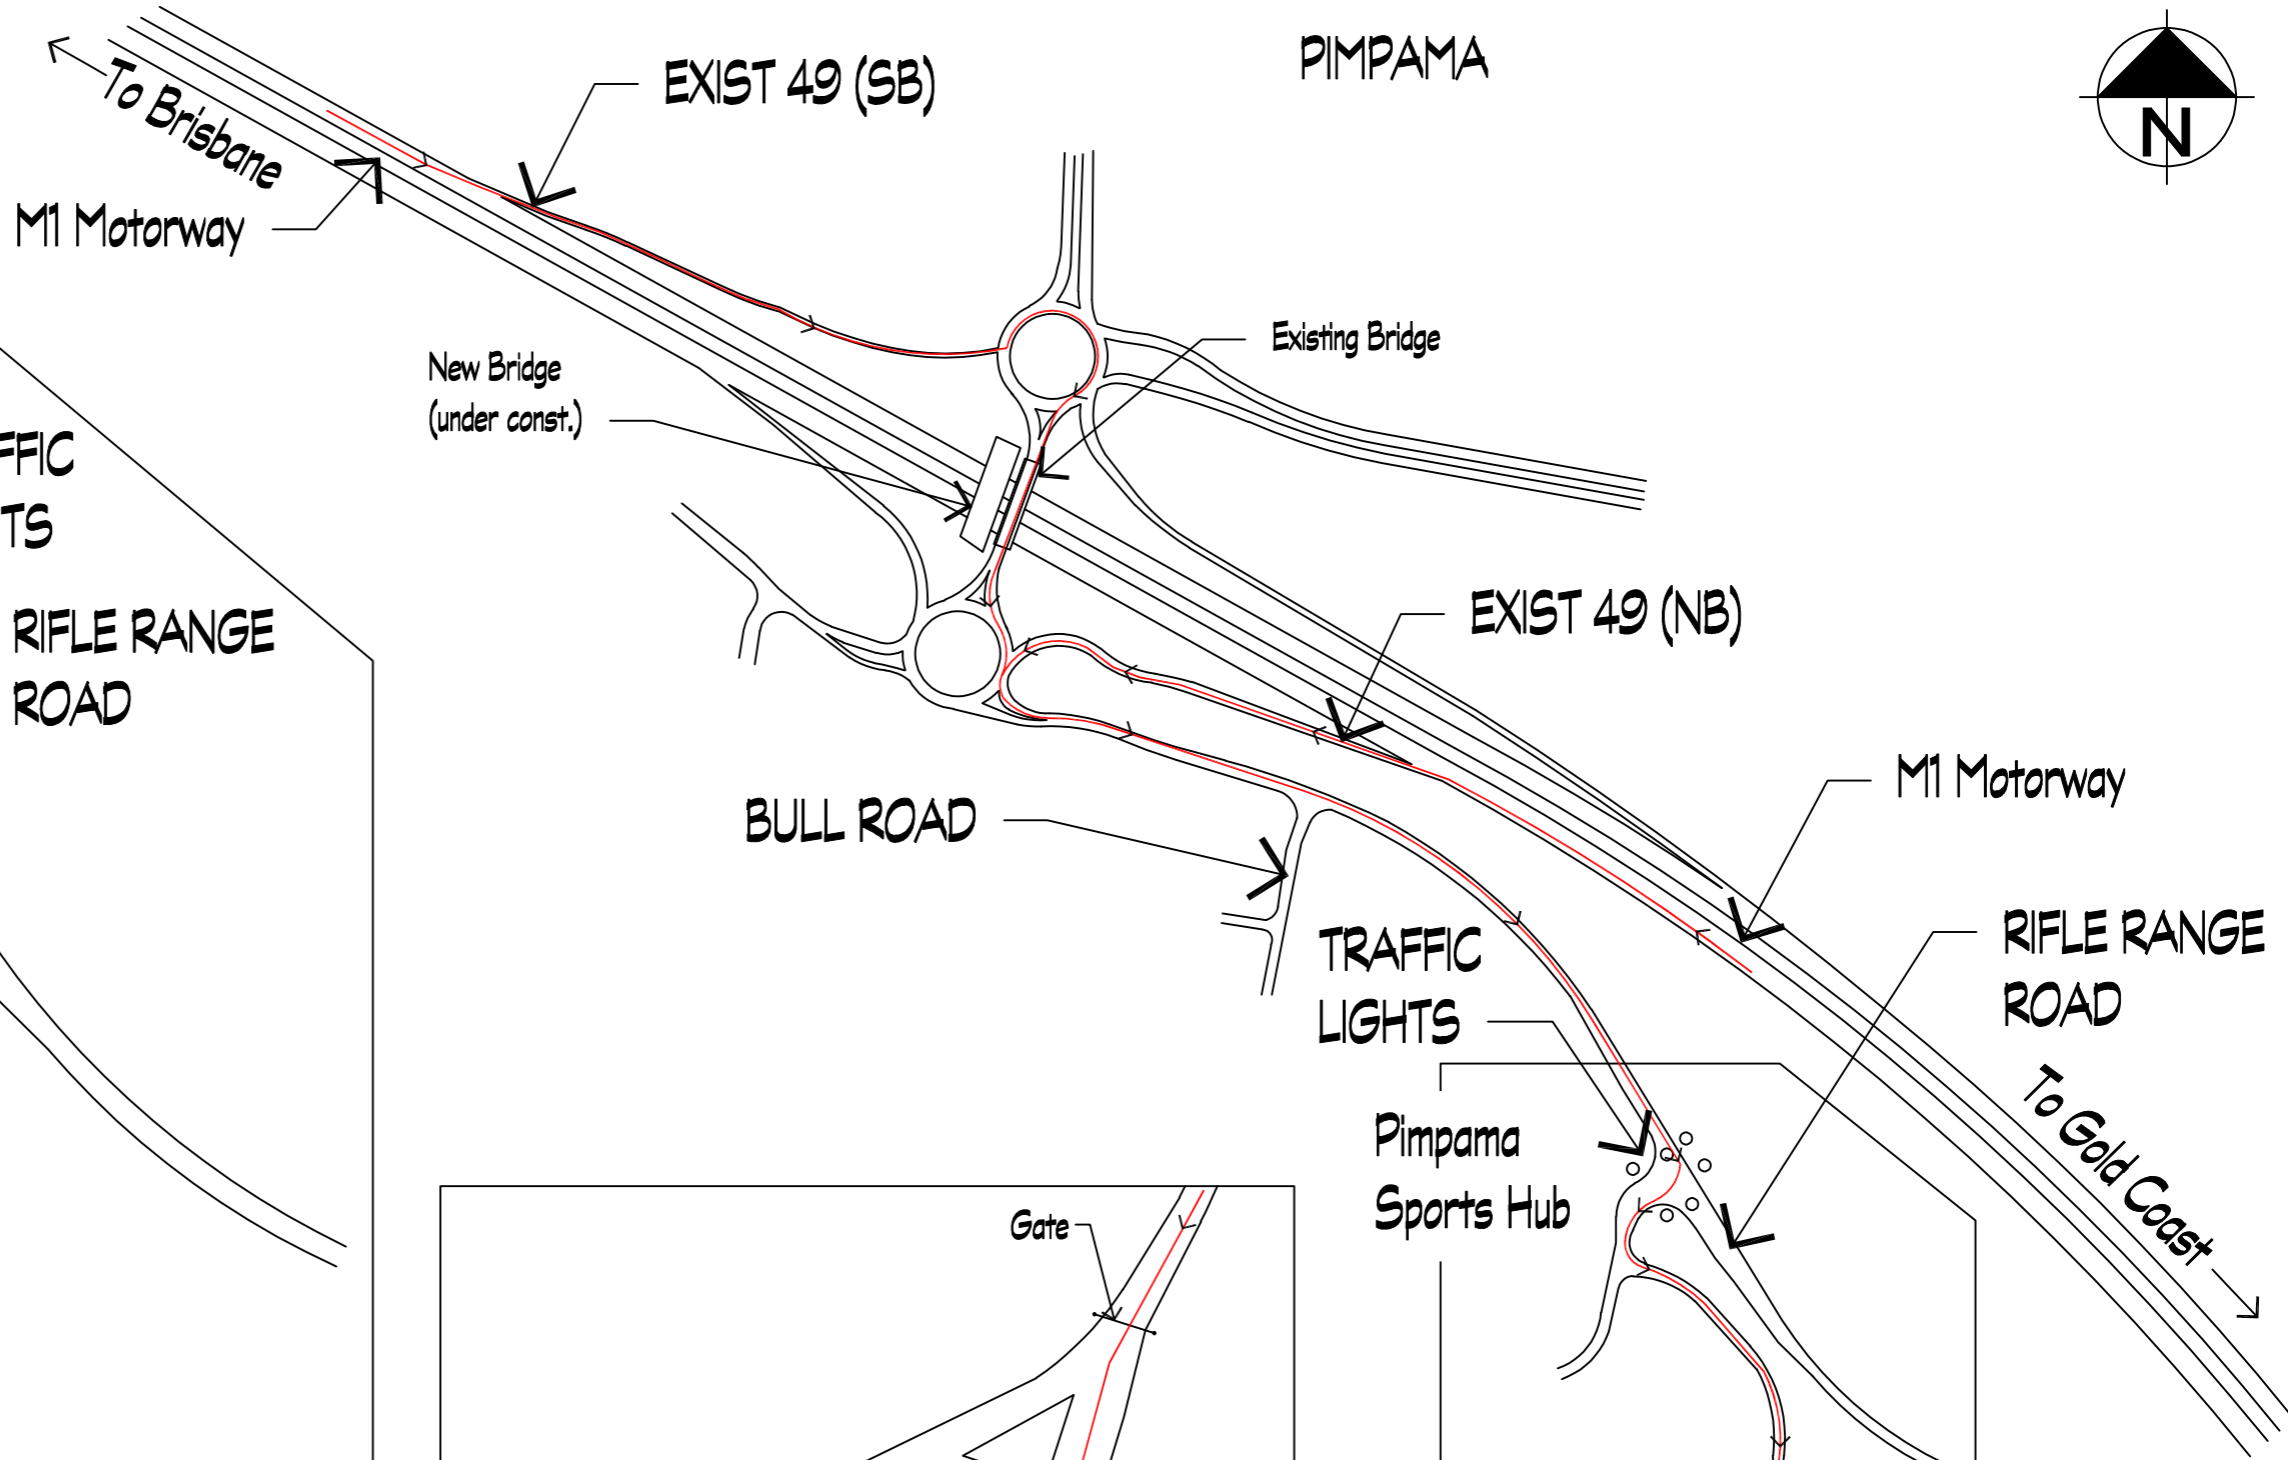 PIMPAMA
EXIST 49 (SB)
To Brisbane
M1 Motorway
N
Existing Bridge
New Bridge
(under const.)
FFIC
TS
RIFLE RANGE
ROAD
EXIST 49 (NB)
M1 Motorway
BULL ROAD
TRAFFIC
LIGHTS
RIFLE RANGE
ROAD
To Gold Coast
Pimpama
Sports Hub
Gate